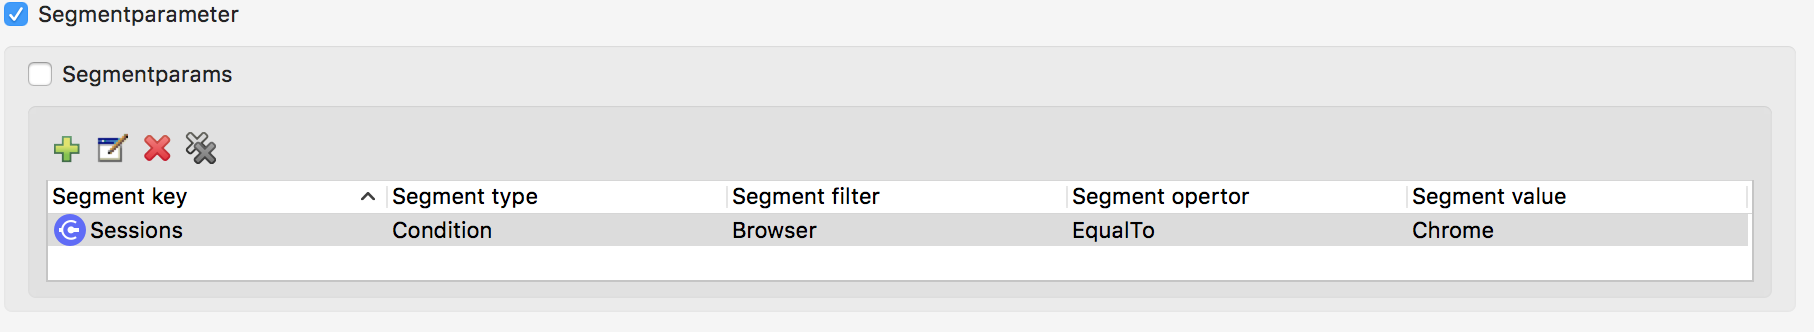 Segmentparameter
Segmentparams
Segment key Segment type Segment filter Segment opertor Segment value
Sessions Condition Browser EqualTo Chrome